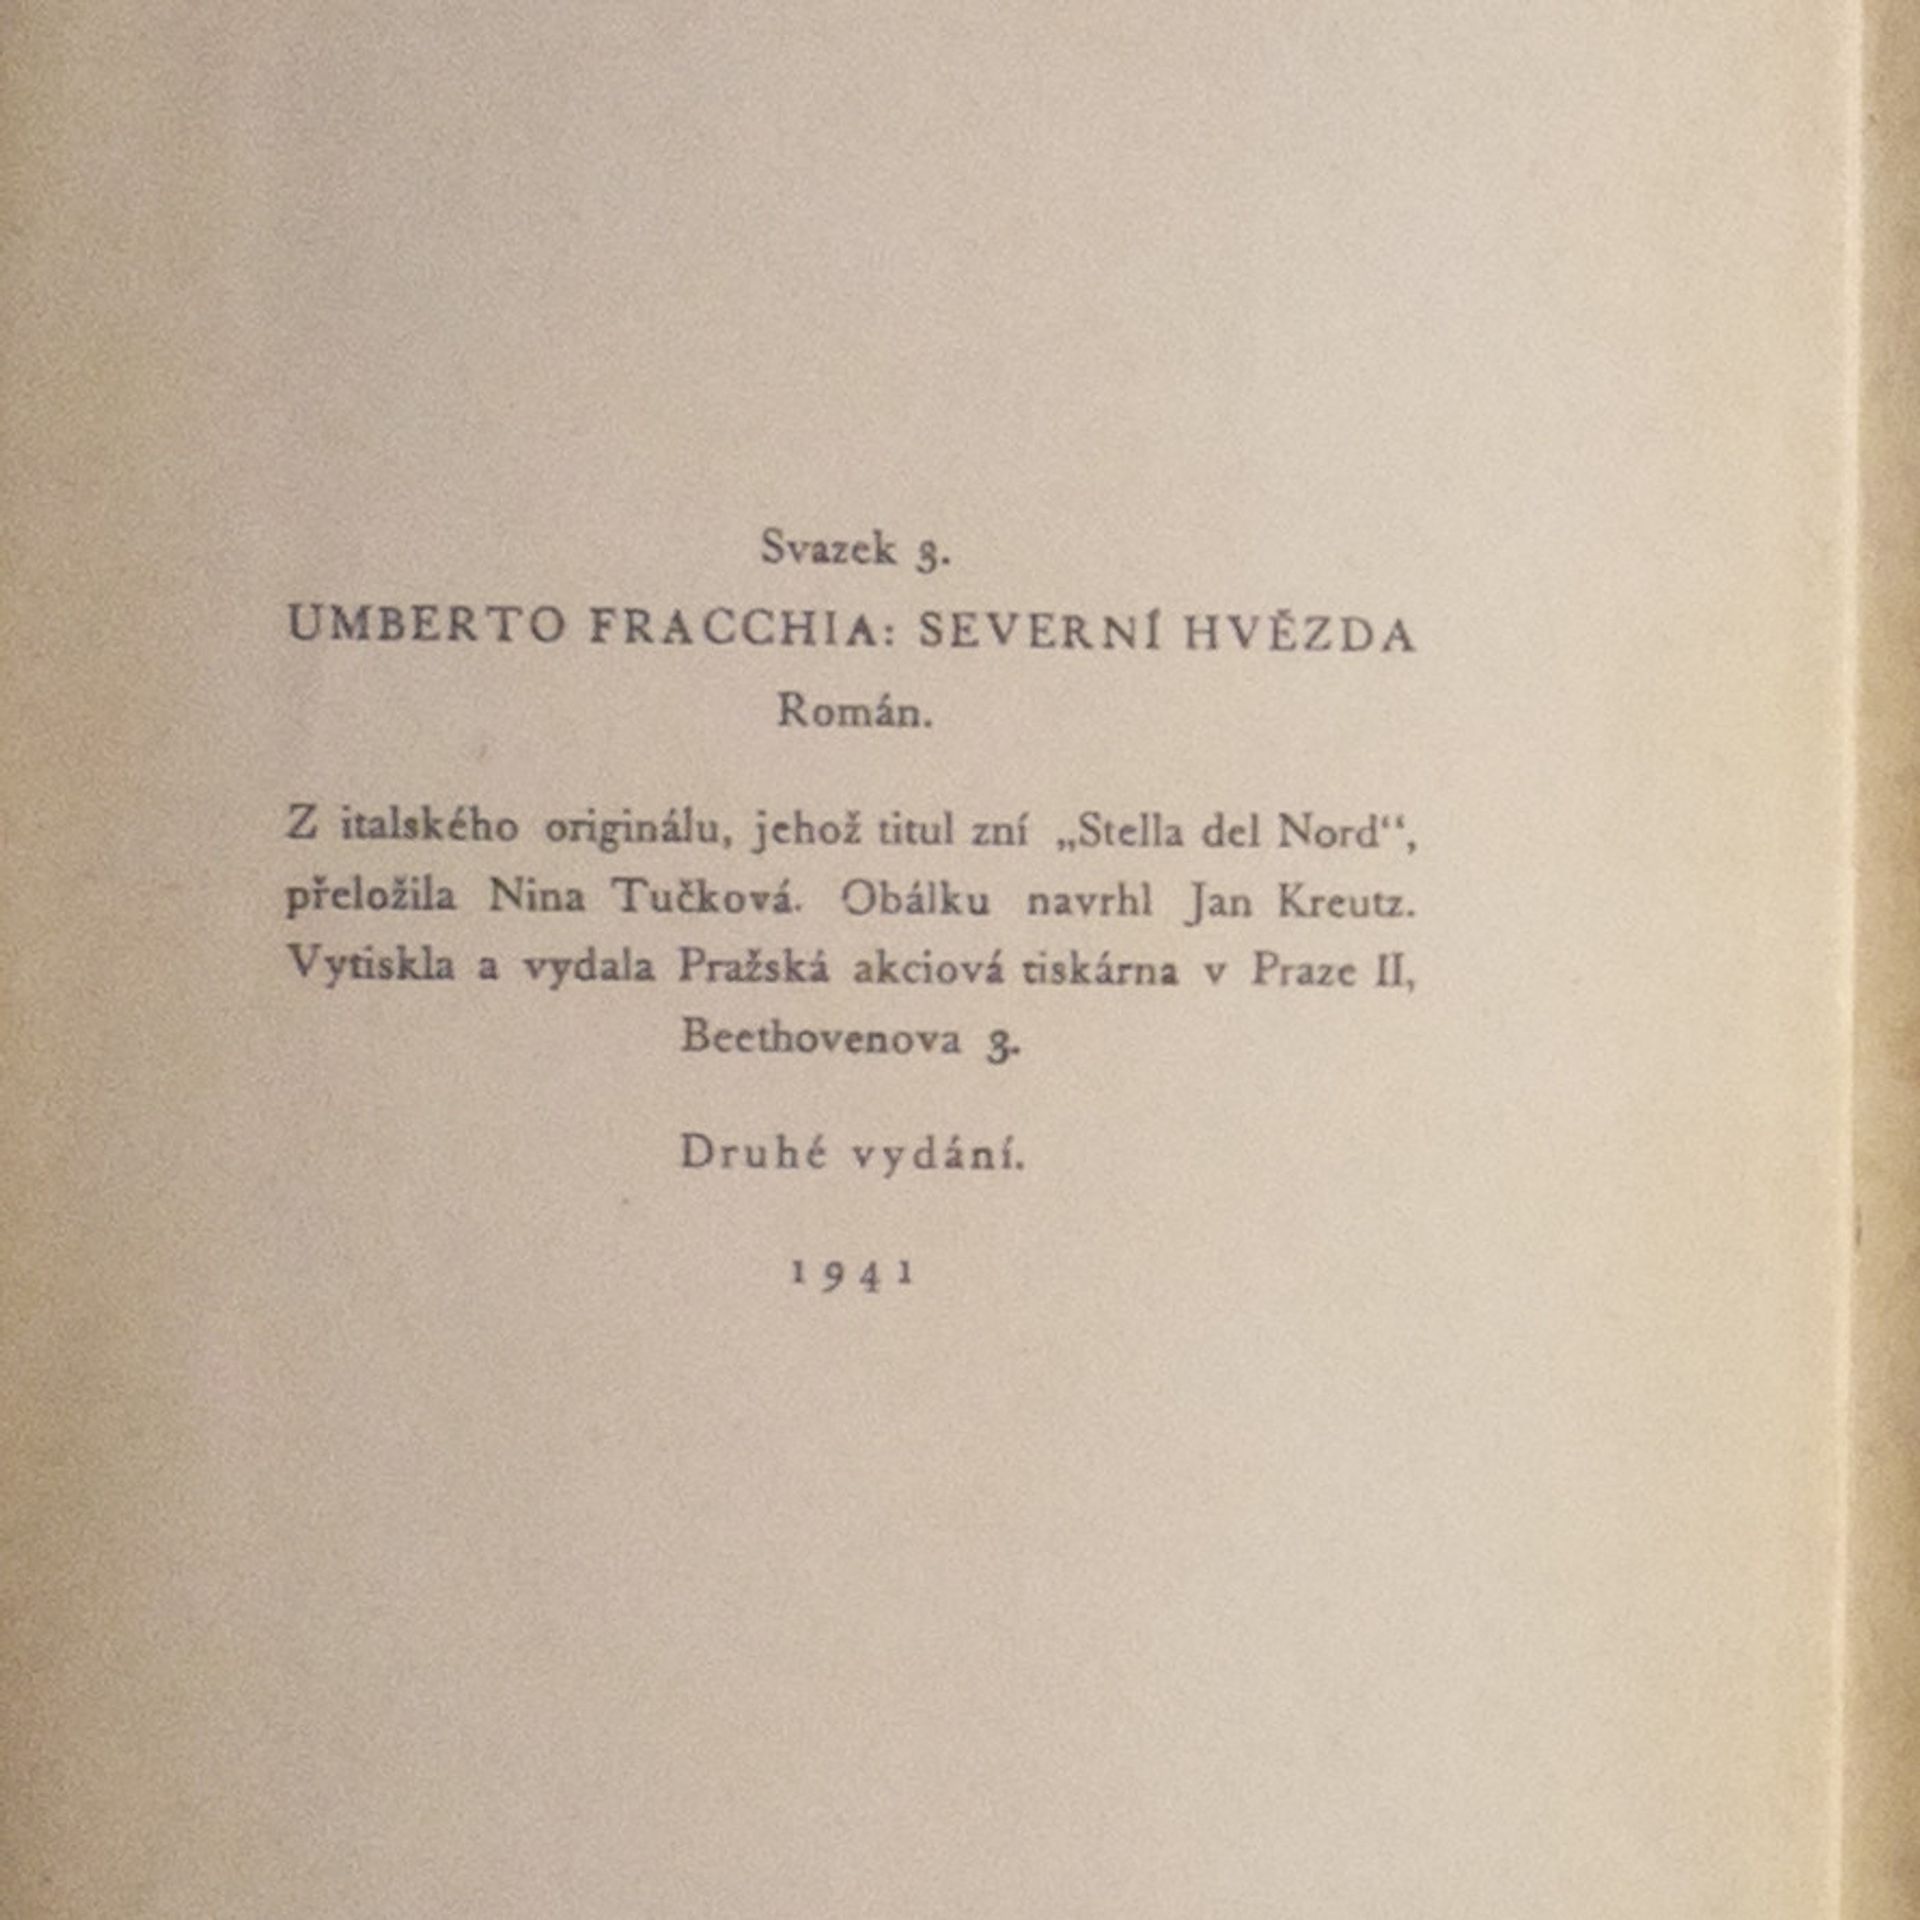 Svazek 3.
UMBERTO FRACCHIA: SEVERNÍ HVĚZDA
Román.
Z italského originálu, jehož titul zní „Stella del Nord“,
přeložila Nina Tučková. Obálku navrhl Jan Kreutz.
Vytiskla a vydala Pražská akciová tiskárna v Praze II,
Beethovenova 3.
Druhé vydání.
1941